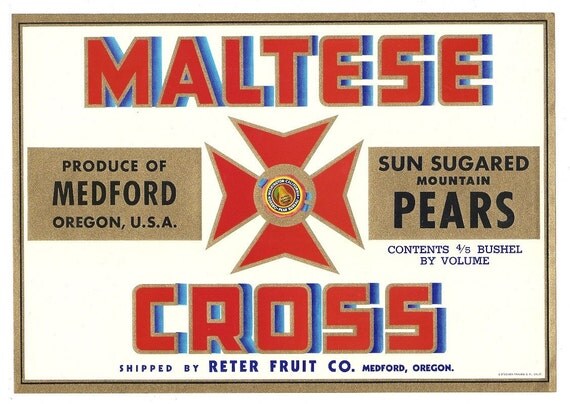 MALTESE
PRODUCE OF
MEDFORD
OREGON, U.S.A.
SUN SUGARED
MOUNTAIN
PEARS
CONTENTS 4/5 BUSHEL
BY VOLUME
CROSS
SHIPPED BY RETER FRUIT CO. MEDFORD, OREGON.